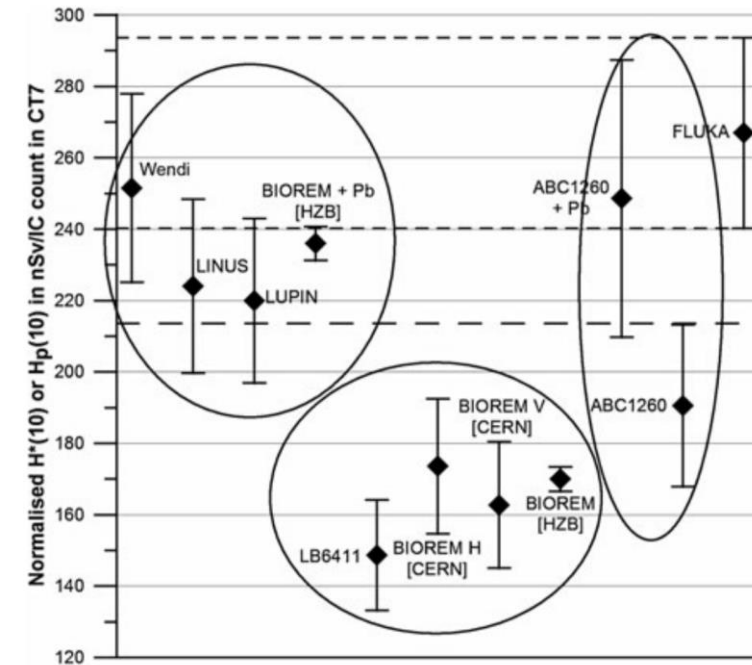 Normalised H*(10) or Hp(10) in nSv/IC count in CT7
300
280
260
240
220
200
180
160
140
120
Wendi
LINUS
LUPIN
BIOREM + Pb
[HZB]
ABC1260
+ Pb
FLUKA
ABC1260
BIOREM V
[CERN]
BIOREM
[HZB]
LB6411
BIOREM H
[CERN]